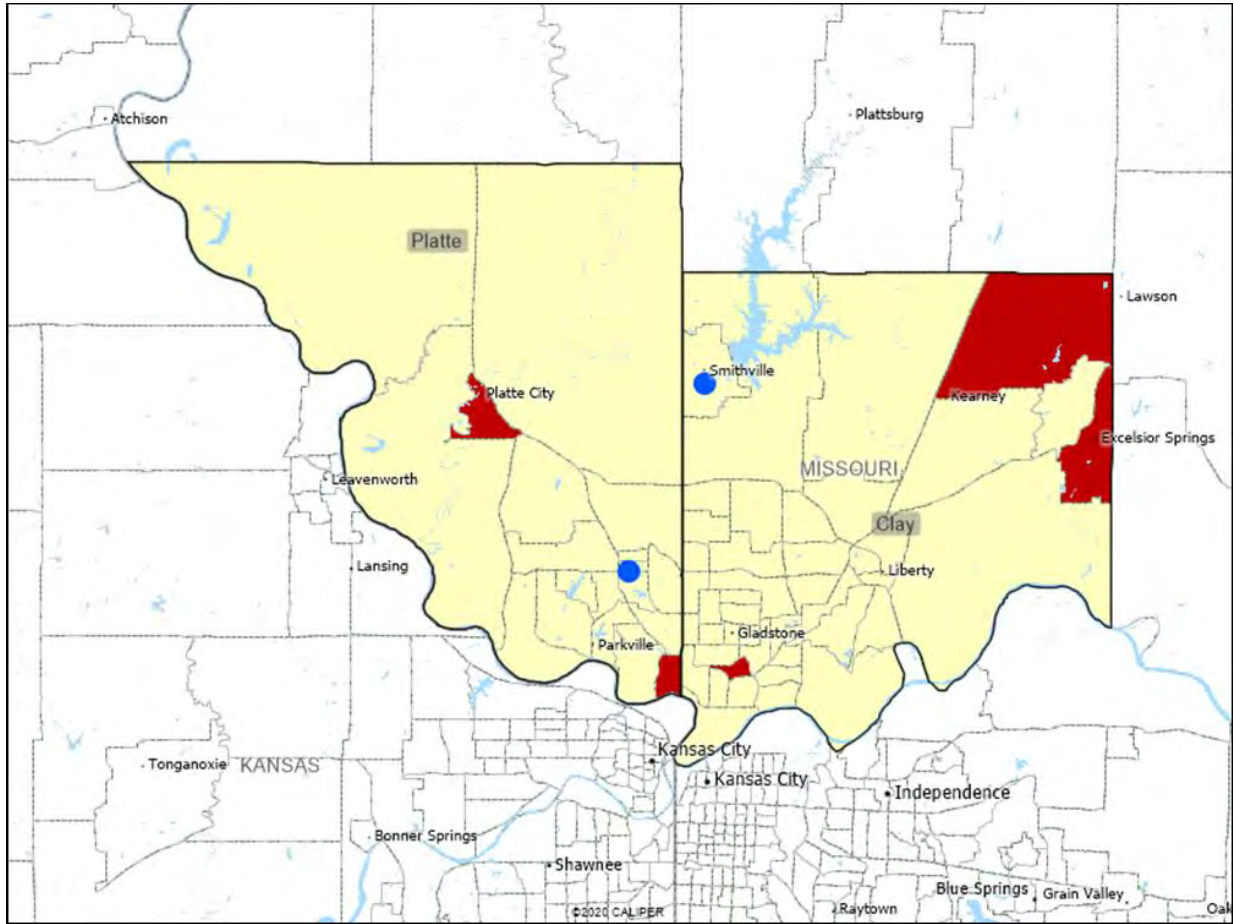 Atchison
Plattsburg
Platte
Lawson
Smithville
Platte City
Kearney
Excelsior Springs
MISSOURI
Leavenworth
Clay
Lansing
Liberty
Gladstone
Parkville
Kansas City
Tonganoxie
KANSAS
Kansas City
Independence
Bonner Springs
Shawnee
Blue Springs
Grain Valley
©2020 CALIPER
Raytown
Oak